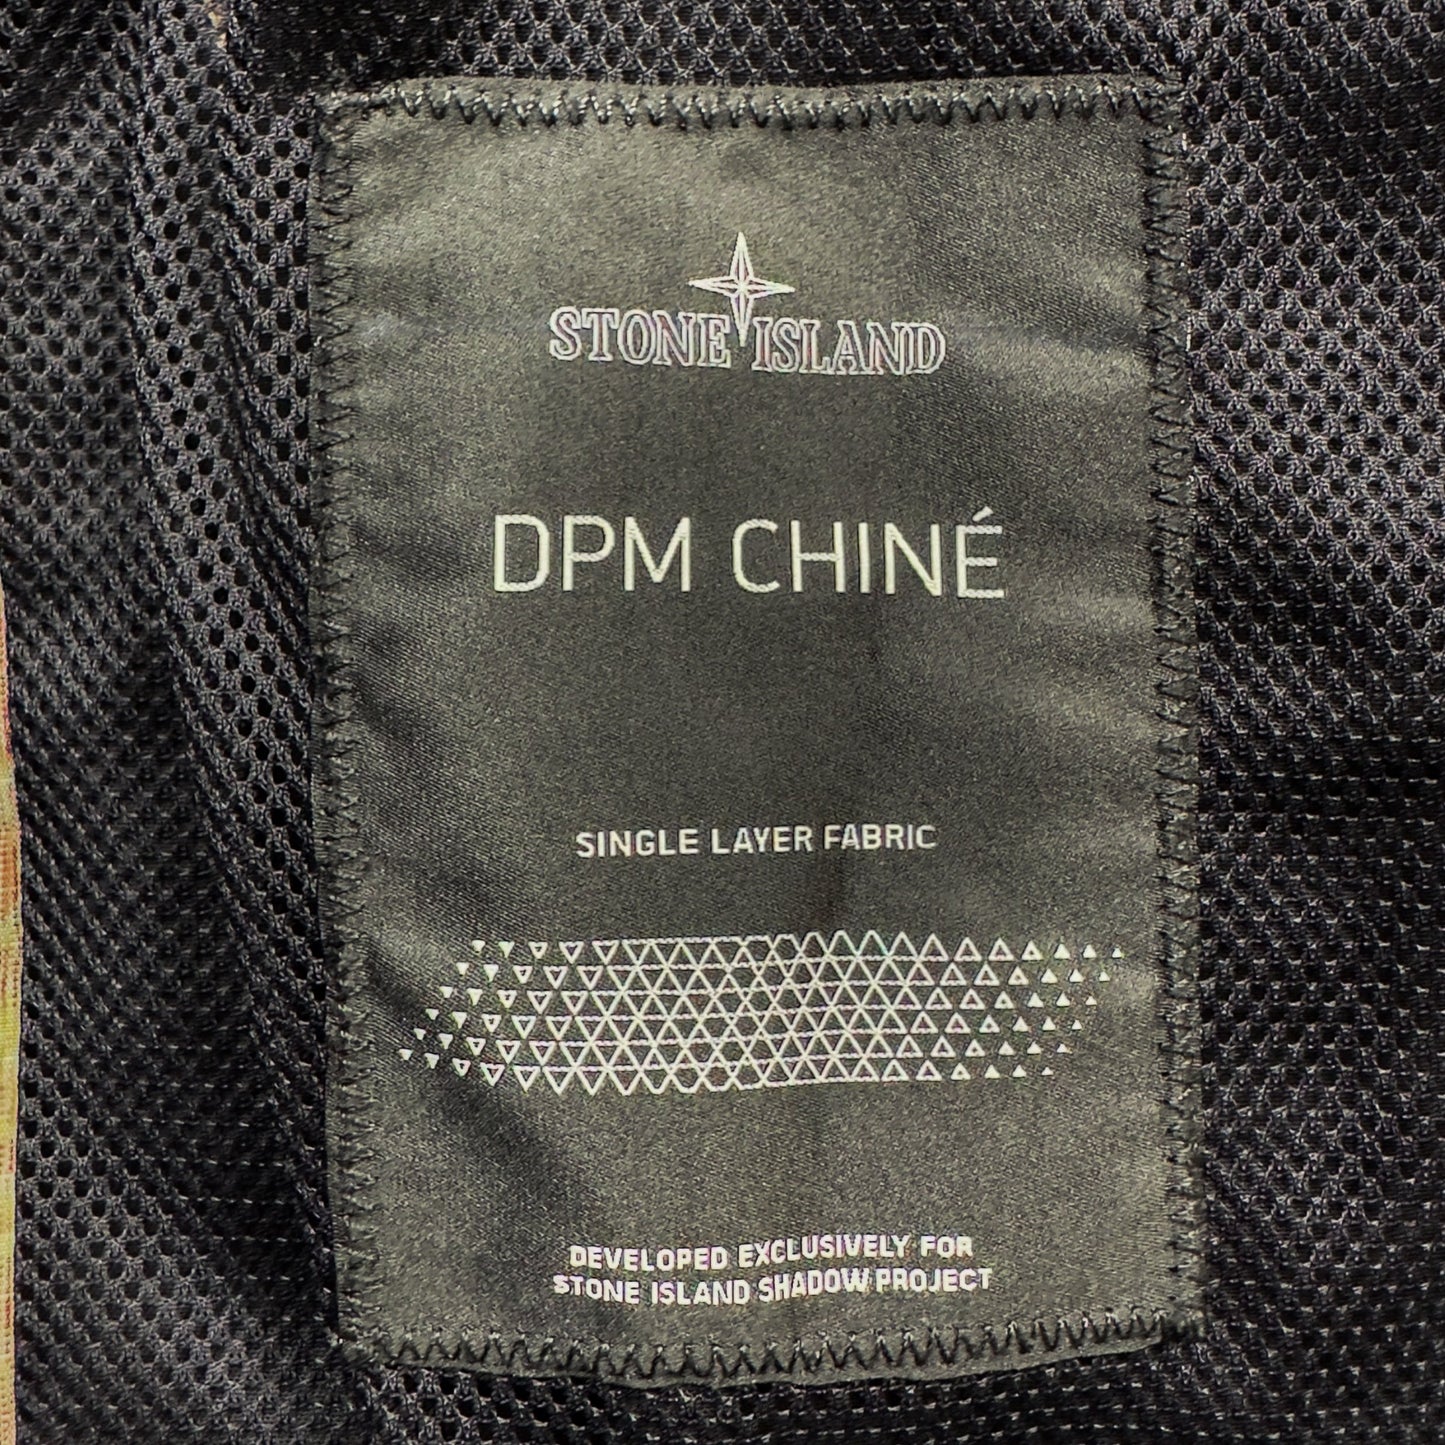 STONE ISLAND
DPM CHINÉ
SINGLE LAYER FABRIC
DEVELOPED EXCLUSIVELY FOR
STONE ISLAND SHADOW PROJECT